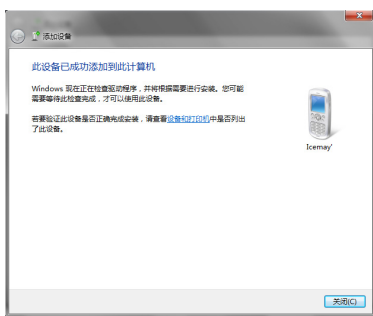 添加设备
此设备已成功添加到此计算机
Windows 现在正在检查驱动程序，并将根据需要进行安装。您可能
需要等待此检查完成，才可以使用此设备。
若要验证此设备是否正确完成安装，请查看设备和打印机中是否列出
了此设备。
Icemay'
关闭(C)